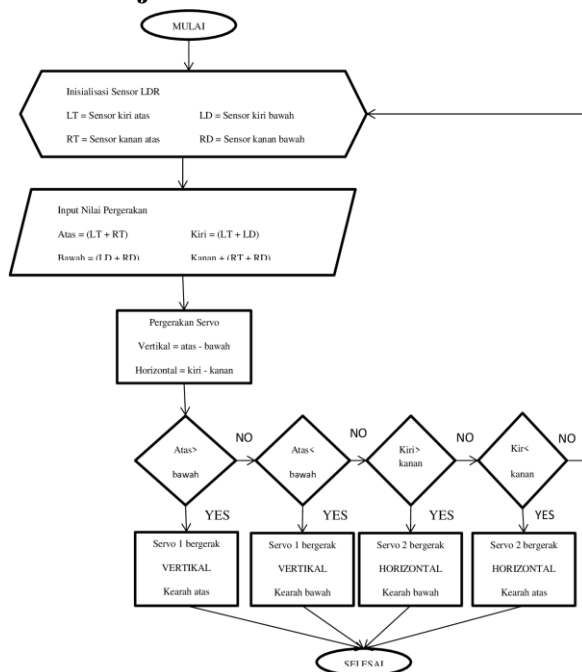 MULAI
Inisialisasi Sensor LDR
LT = Sensor kiri atas LD = Sensor kiri bawah
RT = Sensor kanan atas RD = Sensor kanan bawah
Input Nilai Pergerakan
Atas = (LT + RT) Kiri = (LT + LD)
Bawah = (LD + RD) Kanan + (RT + RD)
Pergerakan Servo
Vertikal = atas - bawah
Horizontal = kiri - kanan
Atas>
bawah
NO
Atas<
bawah
NO
Kiri>
kanan
NO
Kir<
kanan
NO
YES
YES
YES
YES
Servo 1 bergerak
VERTIKAL
Kearah atas
Servo 1 bergerak
VERTIKAL
Kearah bawah
Servo 2 bergerak
HORIZONTAL
Kearah bawah
Servo 2 bergerak
HORIZONTAL
Kearah atas
SELESAI